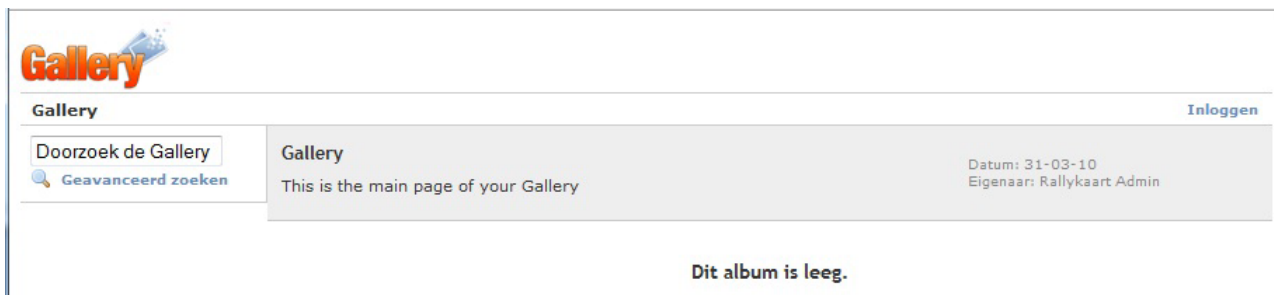 Gallery
Gallery
Inloggen
Doorzoek de Gallery
Geavanceerd zoeken
Gallery
This is the main page of your Gallery
Datum: 31-03-10
Eigenaar: Rallykaart Admin
Dit album is leeg.